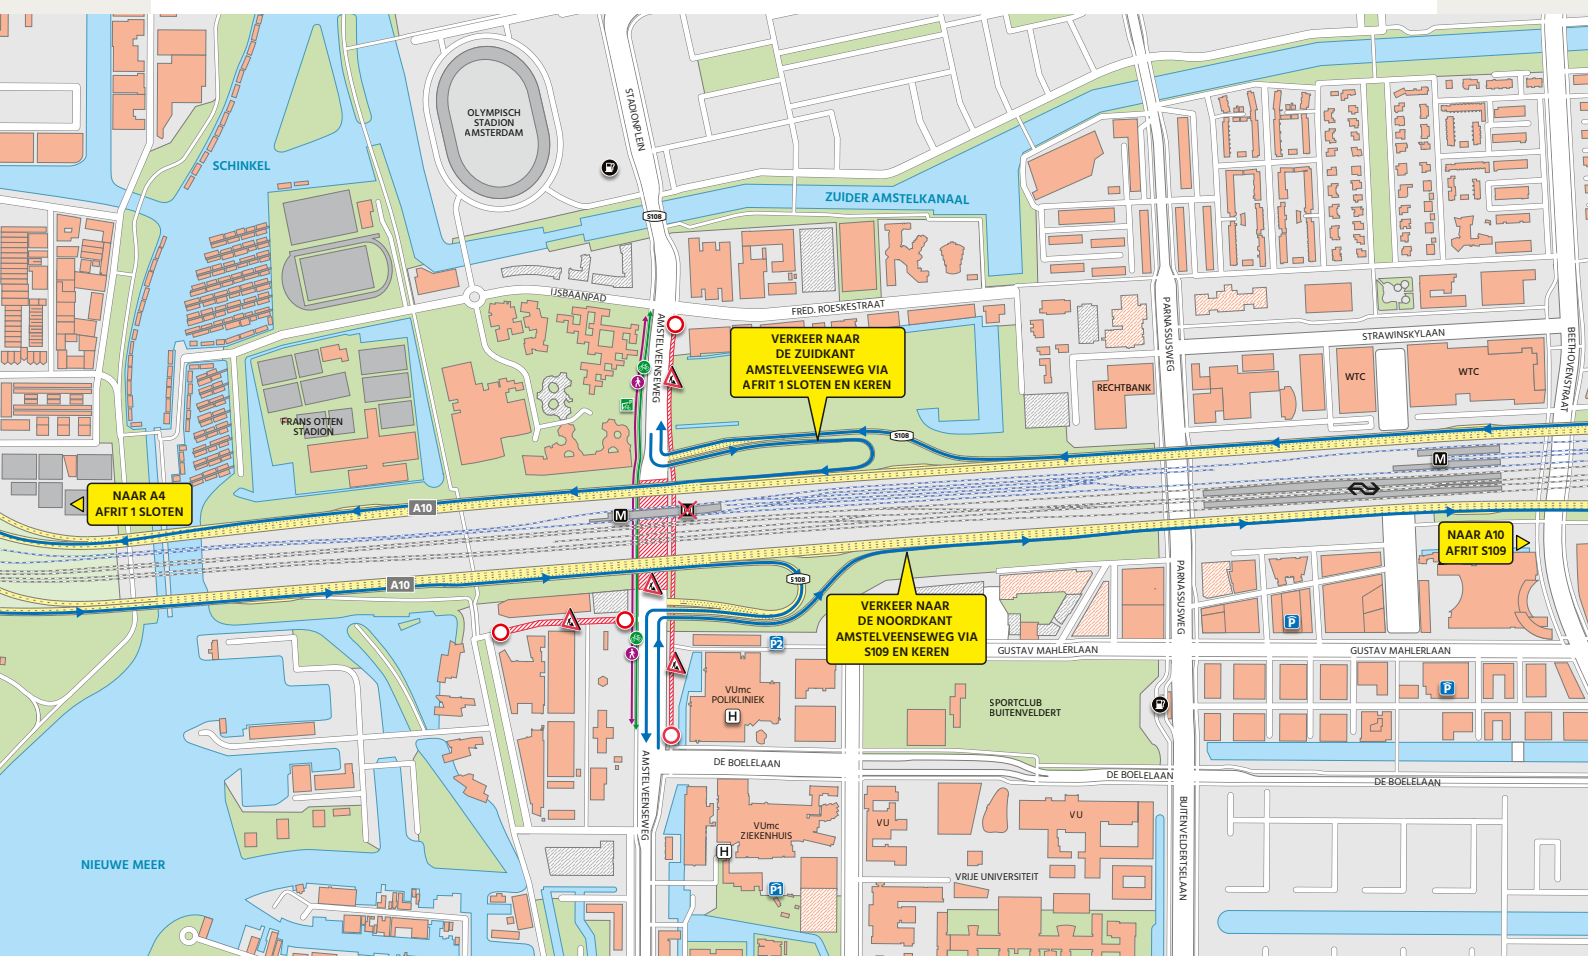 OLYMPISCH
STADION
AMSTERDAM
STADIONPLEIN
SCHINKEL
ZUIDER AMSTELKANAAL
S108
IJSBAANPAD
FRED. ROESKESTRAAT
AMSTELVEENSEWEG
PARNASSUSWEG
STRAWINSKYLAAN
BEETHOVENSTRAAT
VERKEER NAAR
DE ZUIDKANT
AMSTELVEENSEWEG VIA
AFRIT 1 SLOTEN EN KEREN
RECHTBANK
WTC
WTC
FRANS OTTEN
STADION
S108
M
NAAR A4
AFRIT 1 SLOTEN
A10
M
M
NAAR A10
AFRIT S109
A10
S108
PARNASSUSWEG
VERKEER NAAR
DE NOORDKANT
AMSTELVEENSEWEG VIA
S109 EN KEREN
P
P2
GUSTAV MAHLERLAAN
GUSTAV MAHLERLAAN
VUmc
POLIKLINIEK
H
P
SPORTCLUB
BUITENVELDERT
DE BOELELAAN
DE BOELELAAN
DE BOELELAAN
AMSTELVEENSEWEG
BUITENVELDERTSELAAN
VUmc
ZIEKENHUIS
VU
VU
H
NIEUWE MEER
VRIJE UNIVERSITEIT
P1